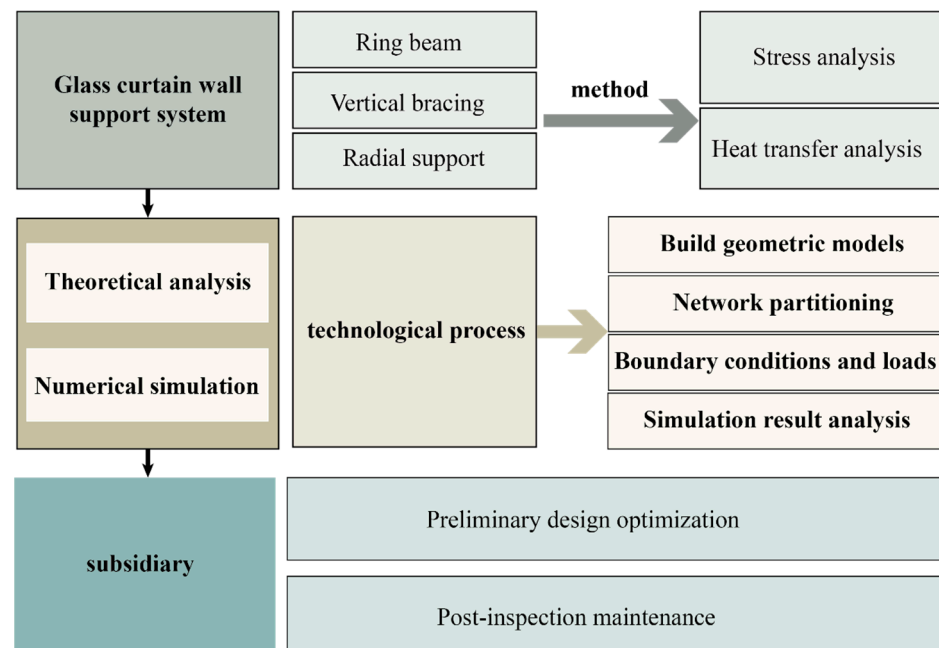 Glass curtain wall
support system
Ring beam
Vertical bracing
Radial support
method
Stress analysis
Heat transfer analysis
Theoretical analysis
Numerical simulation
technological process
Build geometric models
Network partitioning
Boundary conditions and loads
Simulation result analysis
subsidiary
Preliminary design optimization
Post-inspection maintenance